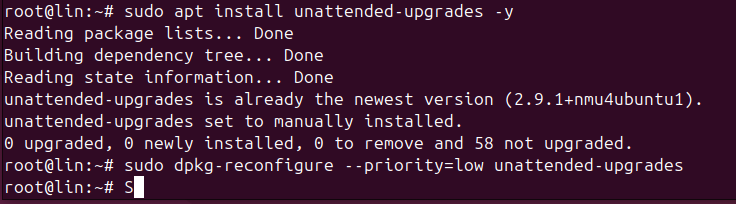 root@lin:~# sudo apt install unattended-upgrades -y
Reading package lists... Done
Building dependency tree... Done
Reading state information... Done
unattended-upgrades is already the newest version (2.9.1+nmu4ubuntu1).
unattended-upgrades set to manually installed.
0 upgraded, 0 newly installed, 0 to remove and 58 not upgraded.
root@lin:~# sudo dpkg-reconfigure --priority=low unattended-upgrades
root@lin:~# S